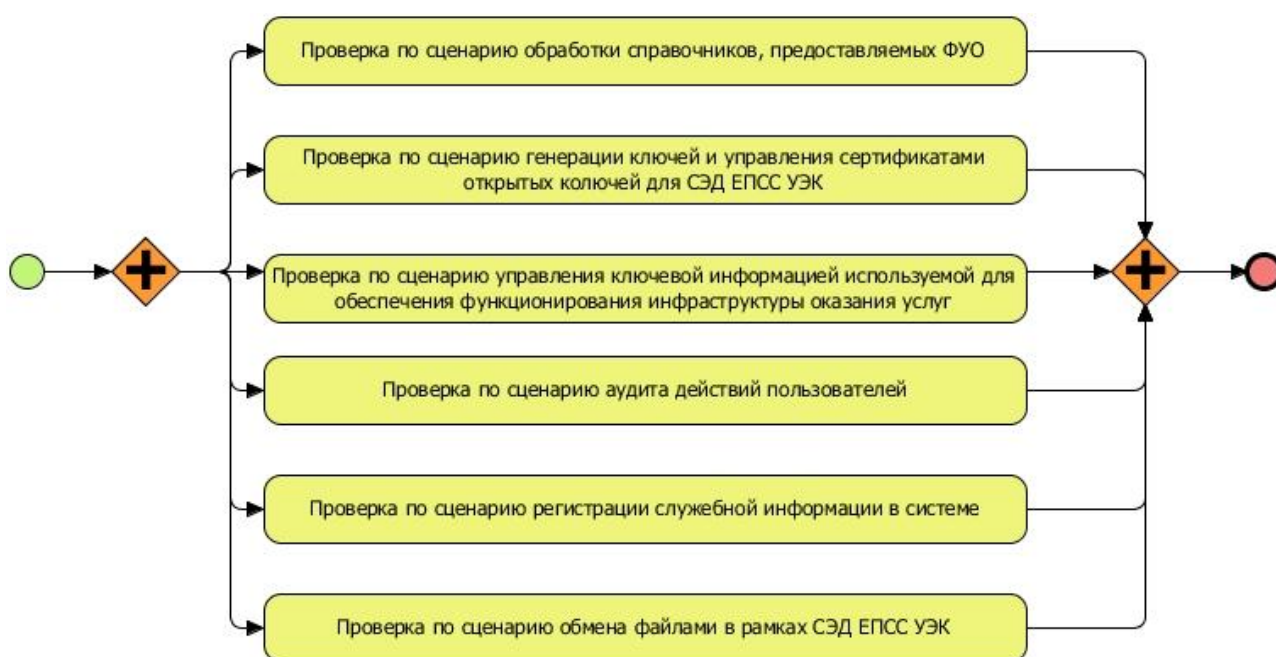 Проверка по сценарию обработки справочников, предоставляемых ФУО
Проверка по сценарию генерации ключей и управления сертификатами
открытых колючей для СЭД ЕПСС УЭК
Проверка по сценарию управления ключевой информацией используемой для
обеспечения функционирования инфраструктуры оказания услуг
Проверка по сценарию аудита действий пользователей
Проверка по сценарию регистрации служебной информации в системе
Проверка по сценарию обмена файлами в рамках СЭД ЕПСС УЭК